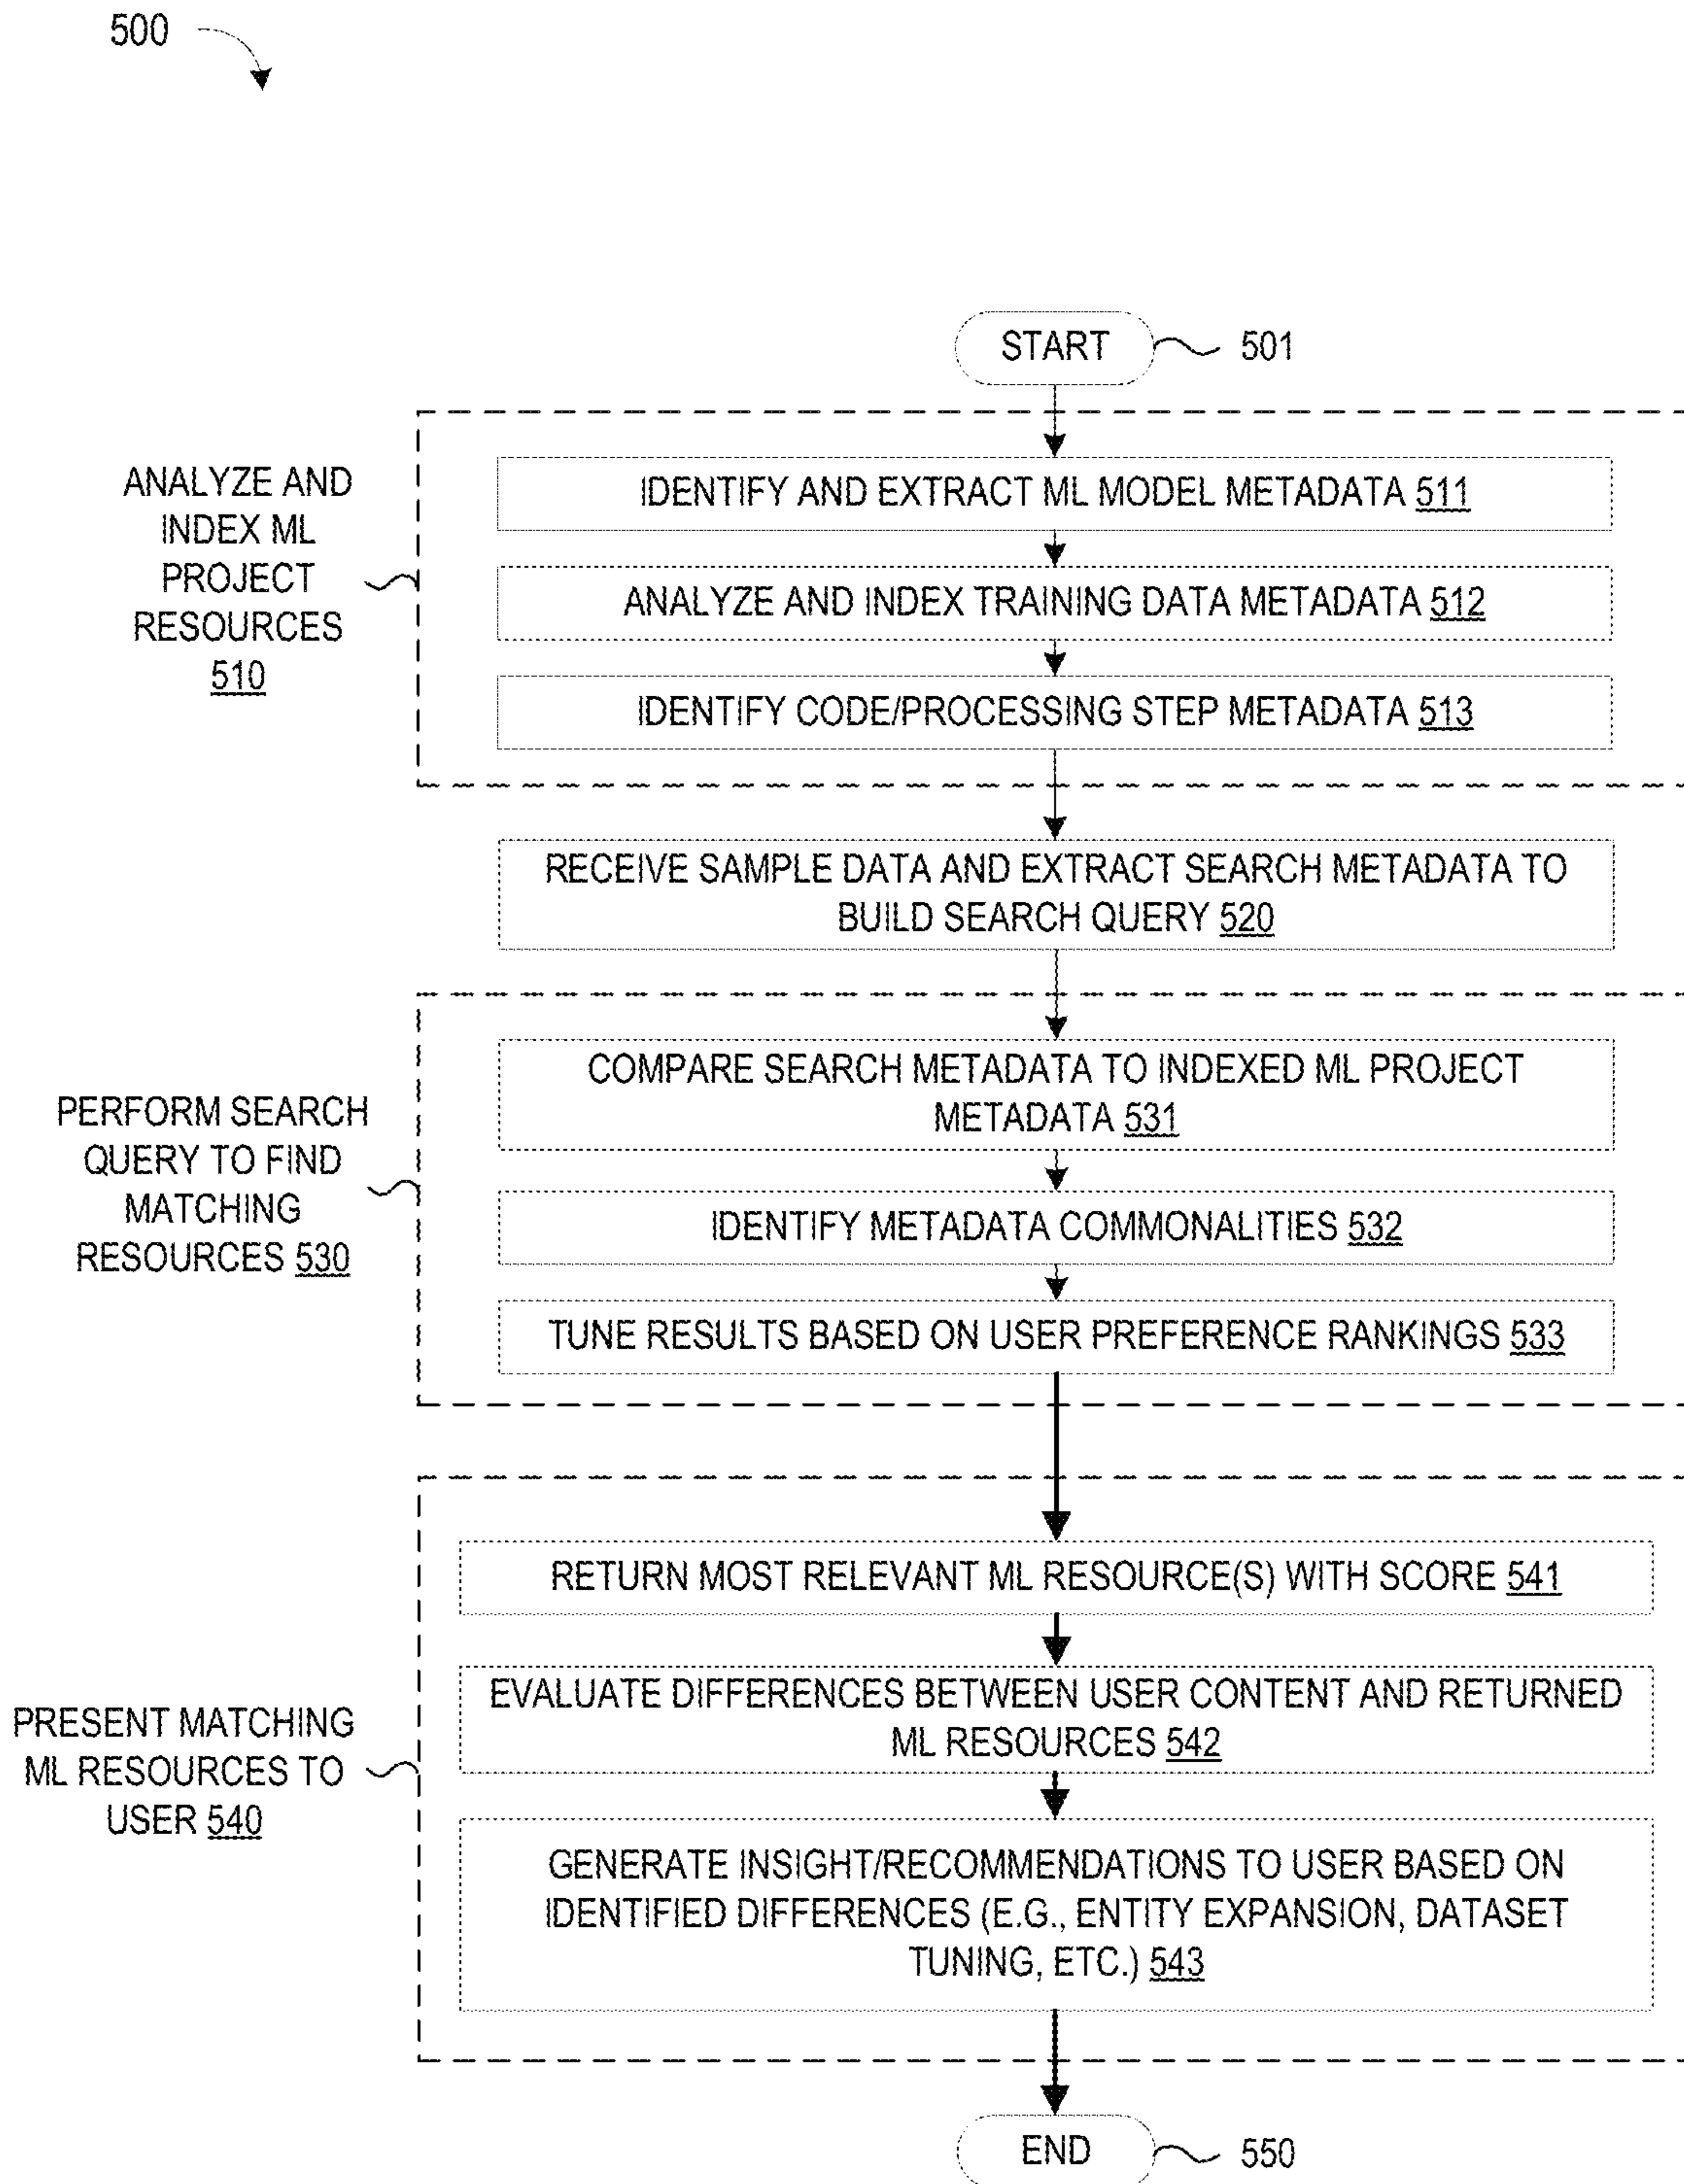 500
START
501
ANALYZE AND
INDEX ML
PROJECT
RESOURCES
510
IDENTIFY AND EXTRACT ML MODEL METADATA 511
ANALYZE AND INDEX TRAINING DATA METADATA 512
IDENTIFY CODE/PROCESSING STEP METADATA 513
RECEIVE SAMPLE DATA AND EXTRACT SEARCH METADATA TO
BUILD SEARCH QUERY 520
PERFORM SEARCH
QUERY TO FIND
MATCHING
RESOURCES 530
COMPARE SEARCH METADATA TO INDEXED ML PROJECT
METADATA 531
IDENTIFY METADATA COMMONALITIES 532
TUNE RESULTS BASED ON USER PREFERENCE RANKINGS 533
PRESENT MATCHING
ML RESOURCES TO
USER 540
RETURN MOST RELEVANT ML RESOURCE(S) WITH SCORE 541
EVALUATE DIFFERENCES BETWEEN USER CONTENT AND RETURNED
ML RESOURCES 542
GENERATE INSIGHT/RECOMMENDATIONS TO USER BASED ON
IDENTIFIED DIFFERENCES (E.G., ENTITY EXPANSION, DATASET
TUNING, ETC.) 543
END
550